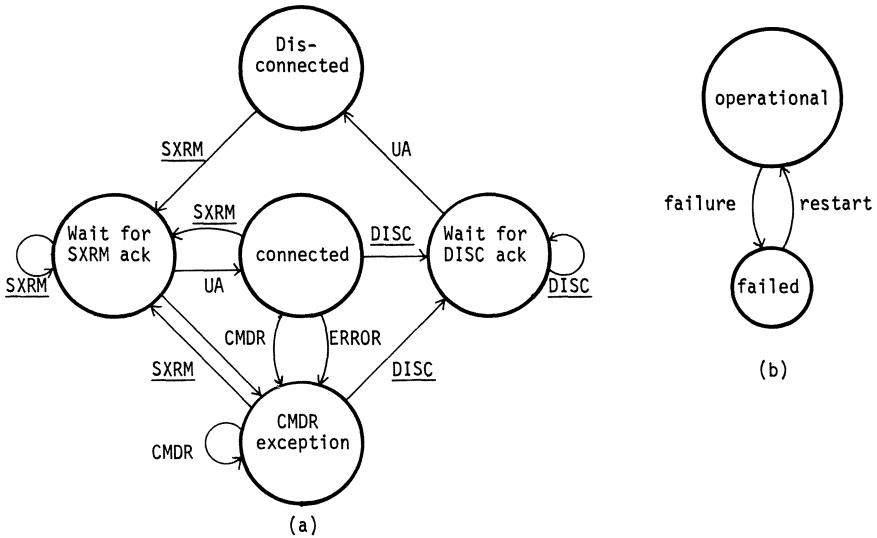 Dis-
connected
SXRM
UA
Wait for
SXRM ack
SXRM
connected
DISC
Wait for
DISC ack
SXRM
UA
DISC
CMDR
ERROR
SXRM
DISC
CMDR
CMDR
exception
(a)
operational
failure
restart
failed
(b)